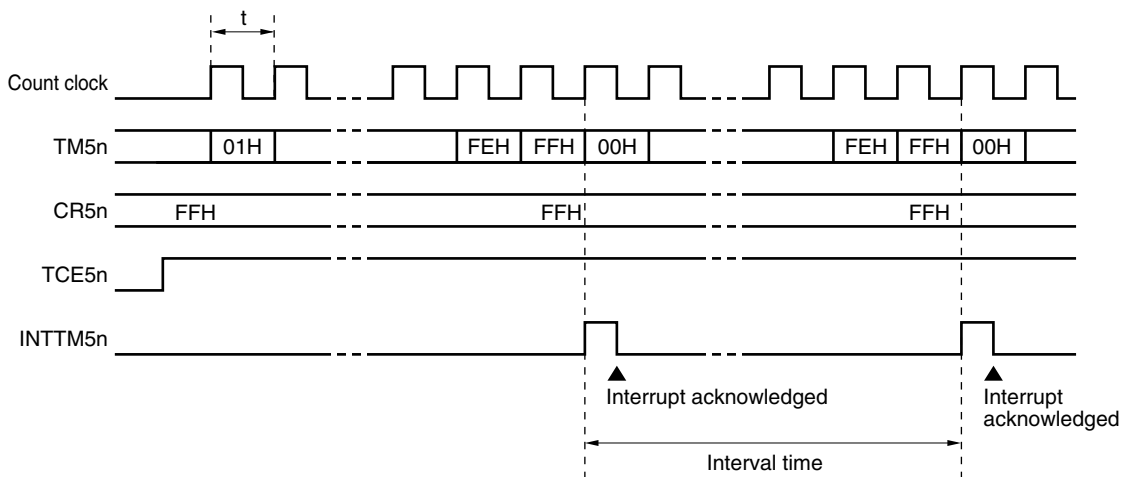 t
Count clock
TM5n 01H FEH FFH 00H FEH FFH 00H
CR5n FFH FFH FFH
TCE5n
INTTM5n
Interrupt acknowledged
Interrupt
acknowledged
Interval time